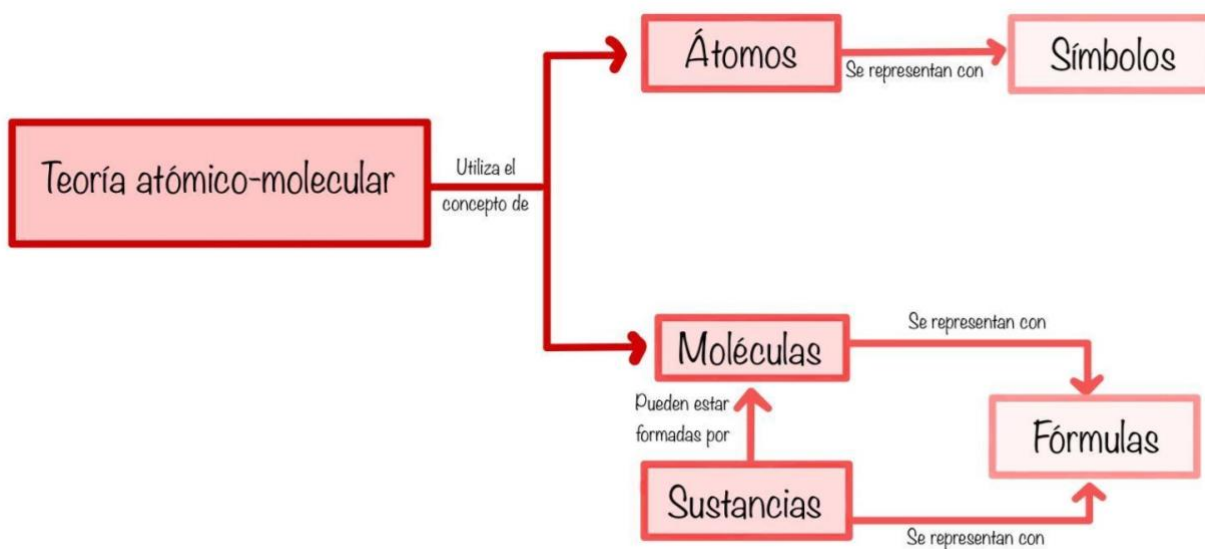 Teoría atómico-molecular
Utiliza el
concepto de
Átomos
Se representan con
Símbolos
Moléculas
Se representan con
Fórmulas
Pueden estar
formadas por
Sustancias
Se representan con